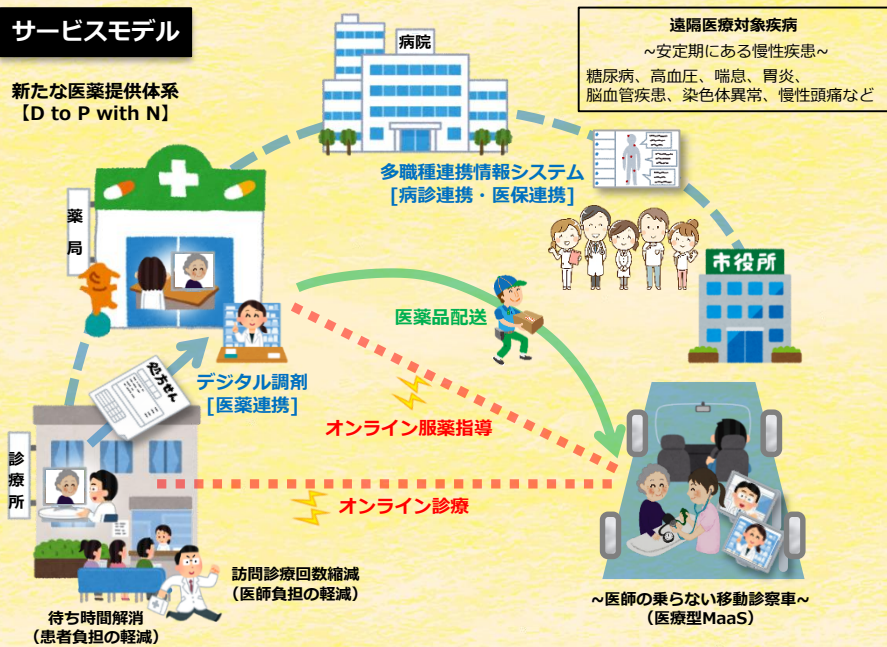 サービスモデル
新たな医薬提供体系
【D to P with N】
遠隔医療対象疾病
~安定期にある慢性疾患~
糖尿病、高血圧、喘息、胃炎、
脳血管疾患、染色体異常、慢性頭痛など
病院
多職種連携情報システム
[病診連携・医保連携]
薬局
市役所
医薬品配送
デジタル調剤
[医薬連携]
処方せん
オンライン服薬指導
診療所
オンライン診療
訪問診療回数縮減
(医師負担の軽減)
待ち時間解消
(患者負担の軽減)
~医師の乗らない移動診察車~
(医療型MaaS)